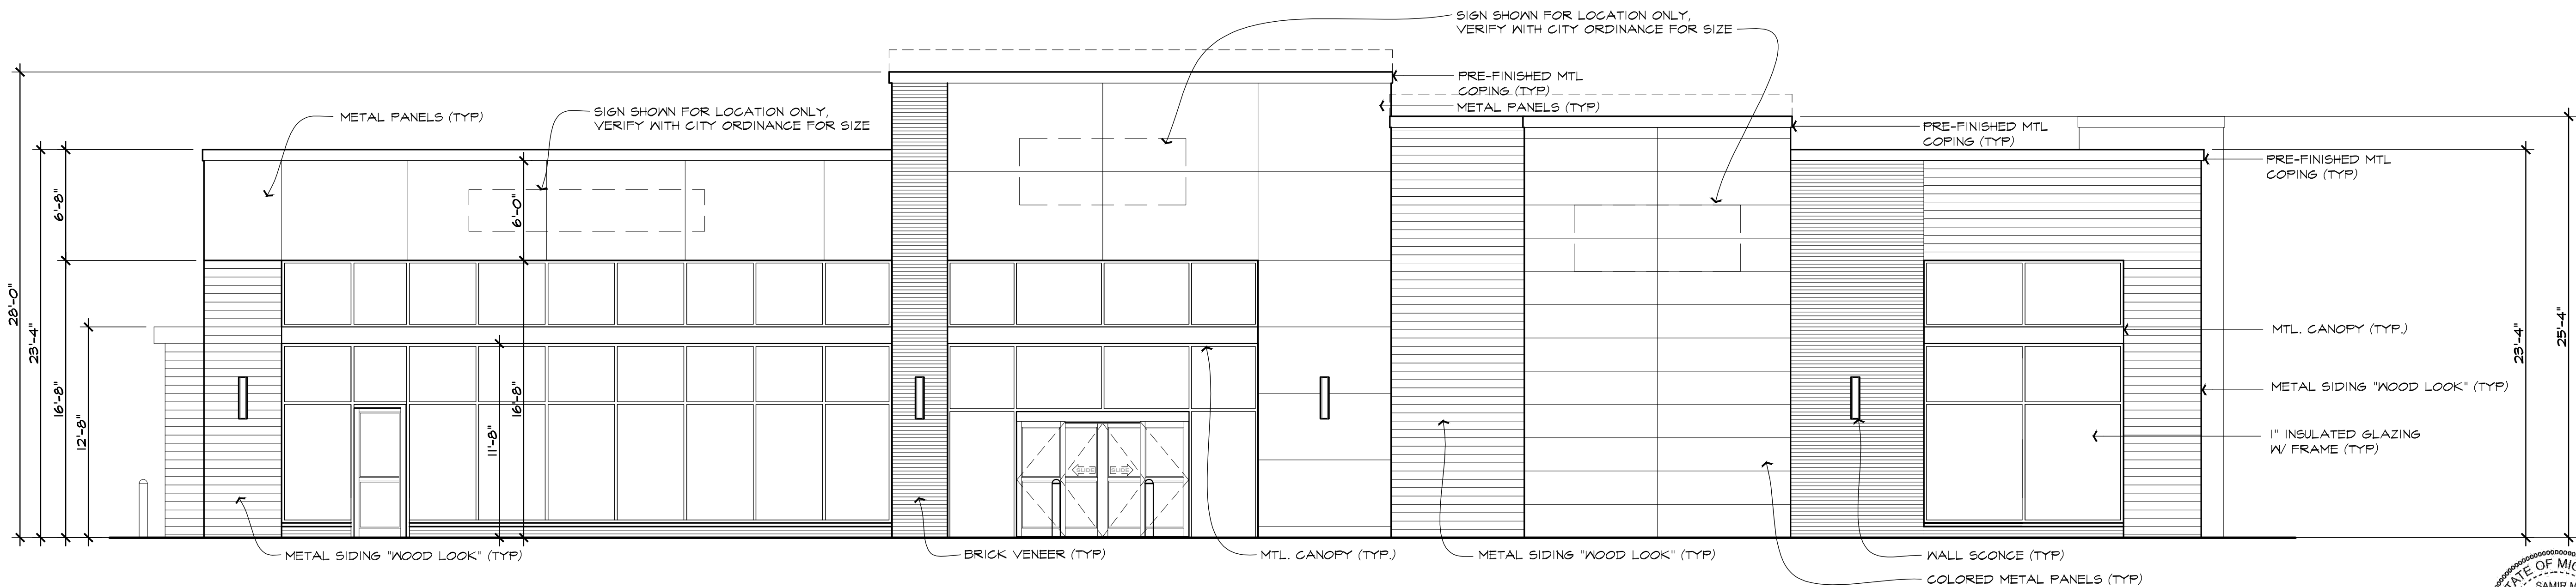 SIGN SHOWN FOR LOCATION ONLY,
VERIFY WITH CITY ORDINANCE FOR SIZE
PRE-FINISHED MTL
COPING (TYP)
METAL PANELS (TYP)
METAL PANELS (TYP)
SIGN SHOWN FOR LOCATION ONLY,
VERIFY WITH CITY ORDINANCE FOR SIZE
PRE-FINISHED MTL
COPING (TYP)
PRE-FINISHED MTL
COPING (TYP)
28'-0"
23'-4"
6'-8"
16'-8"
12'-8"
6'-0"
11'-8"
16'-8"
SLIDE
SLIDE
MTL. CANOPY (TYP.)
23'-4"
25'-4"
METAL SIDING "WOOD LOOK" (TYP)
1" INSULATED GLAZING
W/ FRAME (TYP)
METAL SIDING "WOOD LOOK" (TYP)
BRICK VENEER (TYP)
MTL. CANOPY (TYP.)
METAL SIDING "WOOD LOOK" (TYP)
WALL SCONCE (TYP)
COLORED METAL PANELS (TYP)
OF
SAMIR